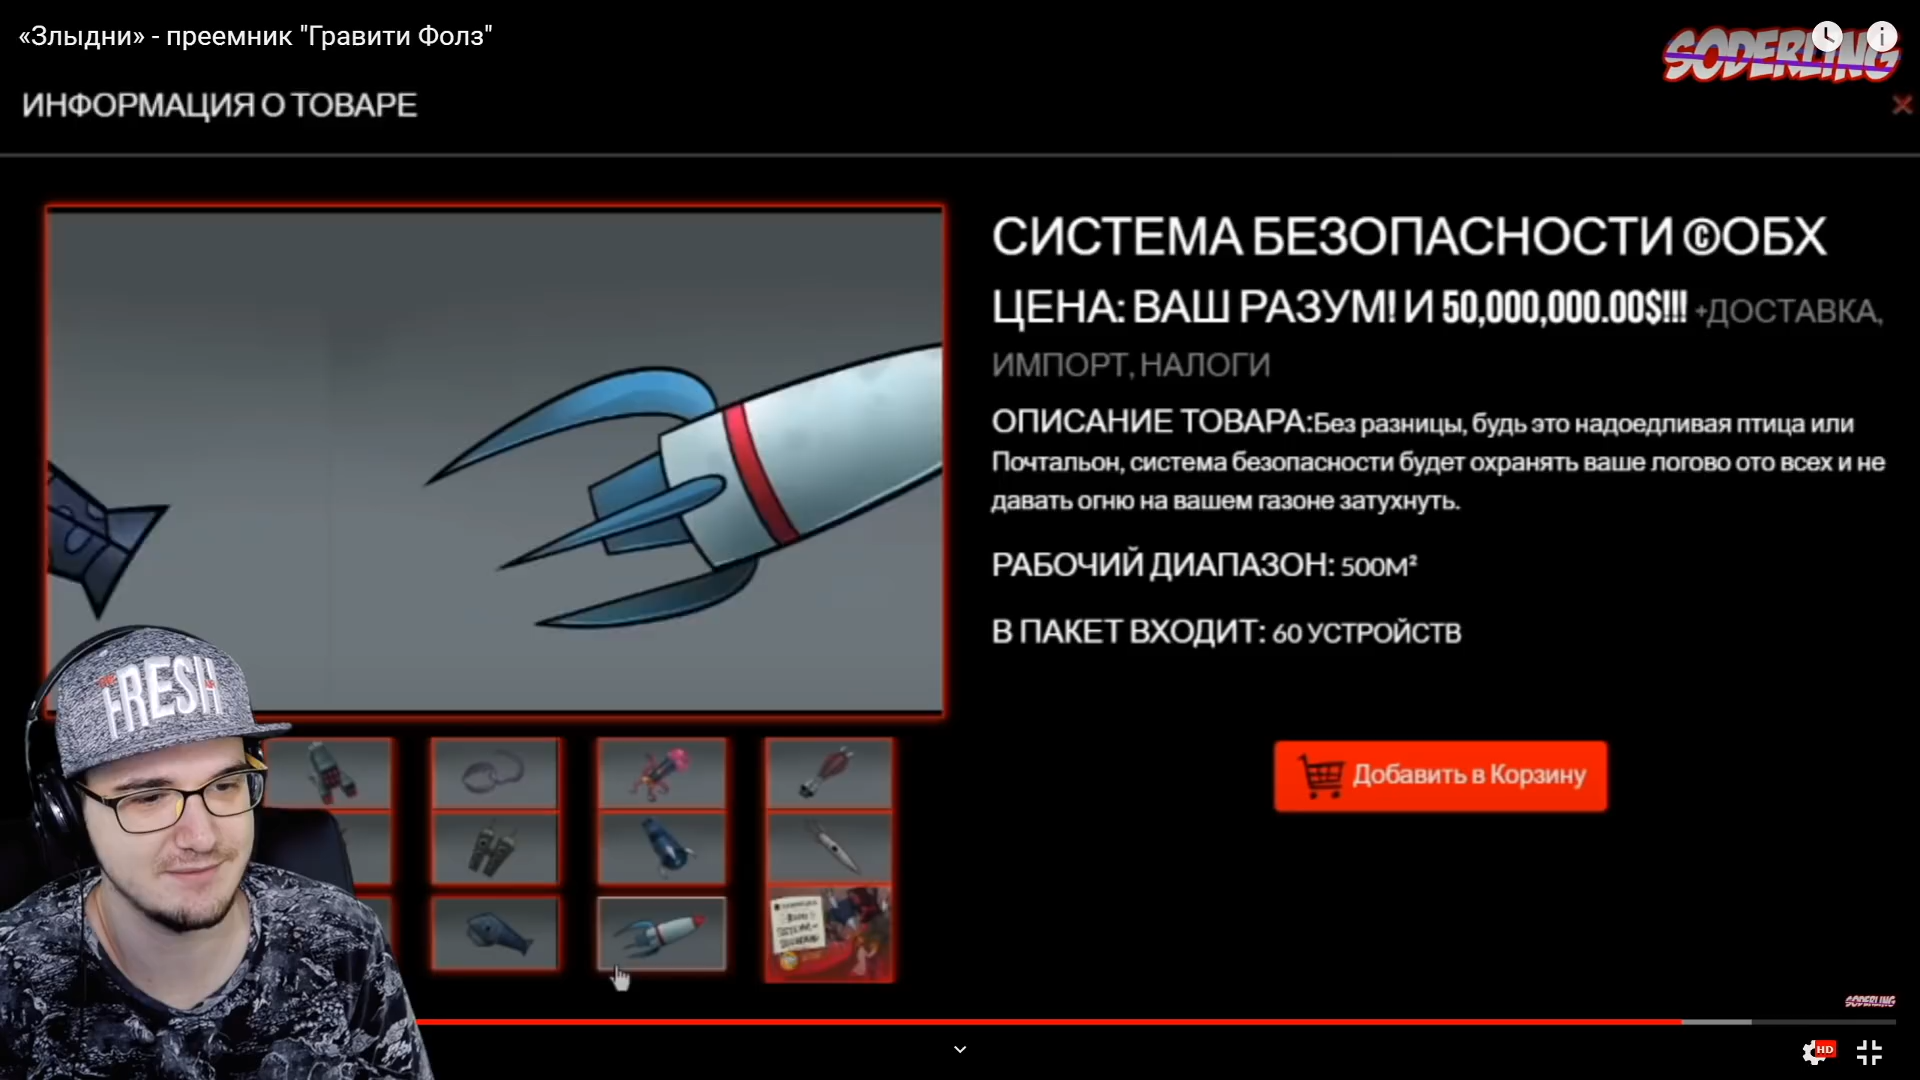 «Злыдни» - преемник "Гравити Фолз"
SODERLING
ИНФОРМАЦИЯ О ТОВАРЕ
СИСТЕМА БЕЗОПАСНОСТИ ©ОБХ
ЦЕНА: ВАШ РАЗУМ! И 50,000,000.00$!!! +ДОСТАВКА,
ИМПОРТ, НАЛОГИ
ОПИСАНИЕ ТОВАРА:Без разницы, будь это надоедливая птица или
Почтальон, система безопасности будет охранять ваше логово ото всех и не
давать огню на вашем газоне затухнуть.
РАБОЧИЙ ДИАПАЗОН: 500М²
В ПАКЕТ ВХОДИТ: 60 УСТРОЙСТВ
FRESH
Добавить в Корзину
SODERLING
HD